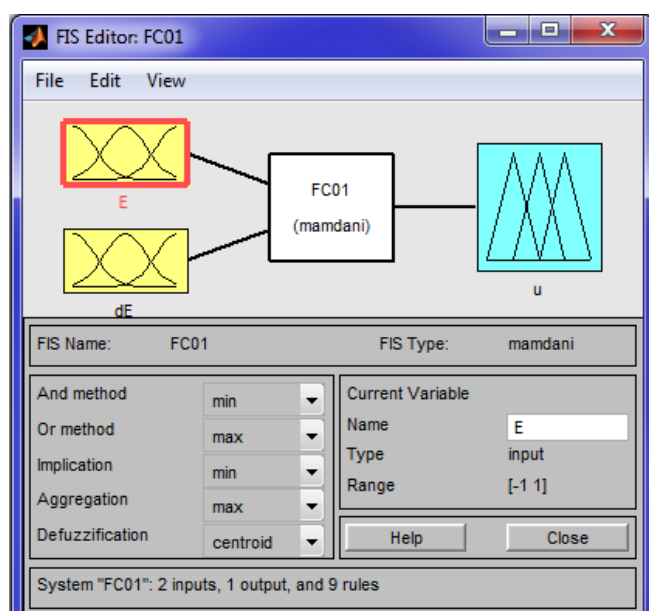 FIS Editor: FC01
File Edit View
E
dE
FC01
(mamdani)
u
FIS Name: FC01 FIS Type: mamdani
And method min
Or method max
Implication min
Aggregation max
Defuzzification centroid
Current Variable
Name E
Type input
Range [-1 1]
Help Close
System "FC01": 2 inputs, 1 output, and 9 rules